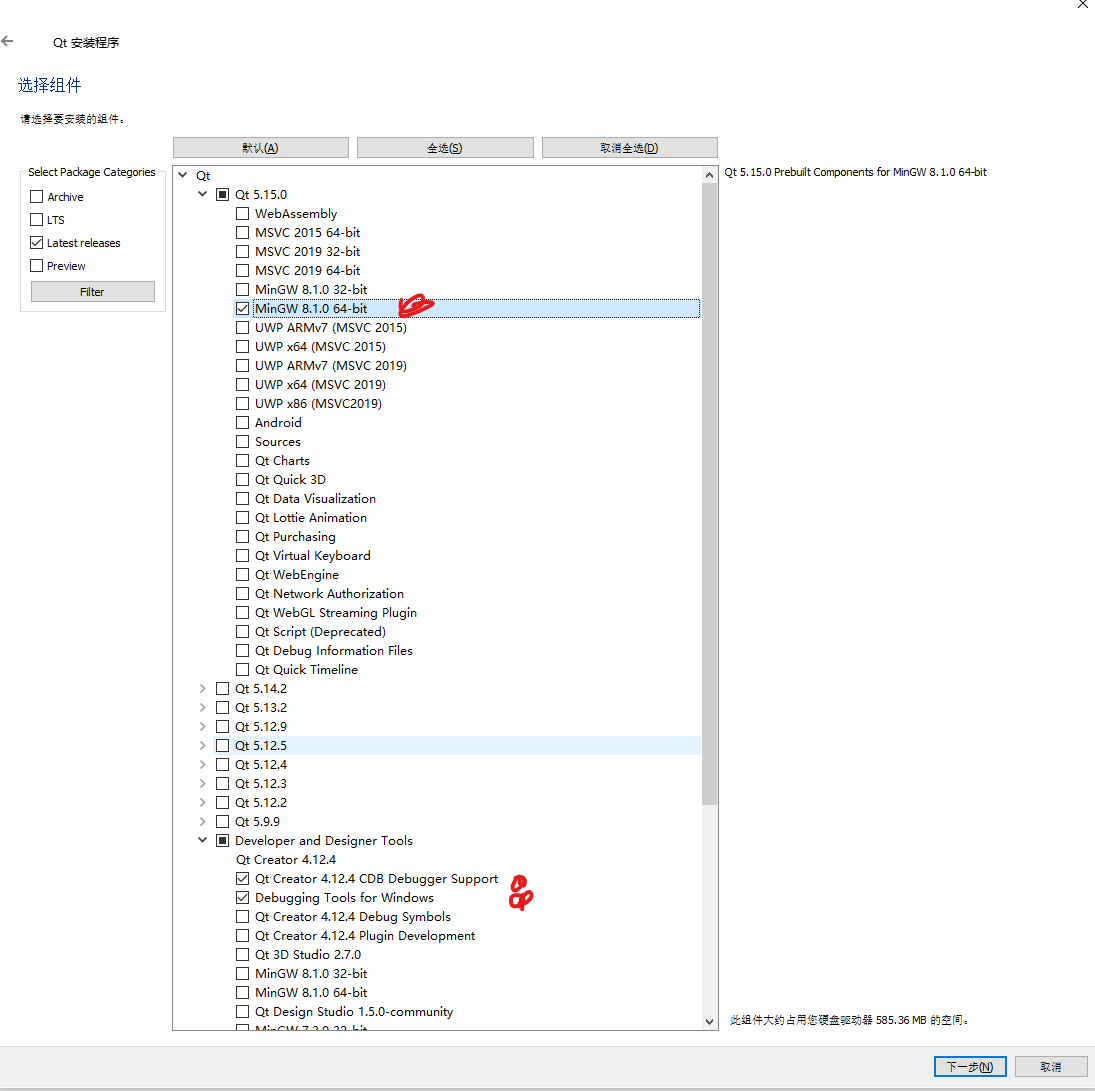 Qt 安装程序
选择组件
请选择要安装的组件。
默认(A)
全选(S)
取消全选(D)
Select Package Categories
Archive
LTS
Latest releases
Preview
Filter
Qt
Qt 5.15.0
WebAssembly
MSVC 2015 64-bit
MSVC 2019 32-bit
MSVC 2019 64-bit
MinGW 8.1.0 32-bit
MinGW 8.1.0 64-bit
UWP ARMv7 (MSVC 2015)
UWP x64 (MSVC 2015)
UWP ARMv7 (MSVC 2019)
UWP x64 (MSVC 2019)
UWP x86 (MSVC2019)
Android
Sources
Qt Charts
Qt Quick 3D
Qt Data Visualization
Qt Lottie Animation
Qt Purchasing
Qt Virtual Keyboard
Qt WebEngine
Qt Network Authorization
Qt WebGL Streaming Plugin
Qt Script (Deprecated)
Qt Debug Information Files
Qt Quick Timeline
Qt 5.14.2
Qt 5.13.2
Qt 5.12.9
Qt 5.12.5
Qt 5.12.4
Qt 5.12.3
Qt 5.12.2
Qt 5.9.9
Developer and Designer Tools
Qt Creator 4.12.4
Qt Creator 4.12.4 CDB Debugger Support
Debugging Tools for Windows
Qt Creator 4.12.4 Debug Symbols
Qt Creator 4.12.4 Plugin Development
Qt 3D Studio 2.7.0
MinGW 8.1.0 32-bit
MinGW 8.1.0 64-bit
Qt Design Studio 1.5.0-community
MinGW 7.3.0 32-bit
Qt 5.15.0 Prebuilt Components for MinGW 8.1.0 64-bit
此组件大约占用您硬盘驱动器 585.36 MB 的空间。
下一步(N)
取消